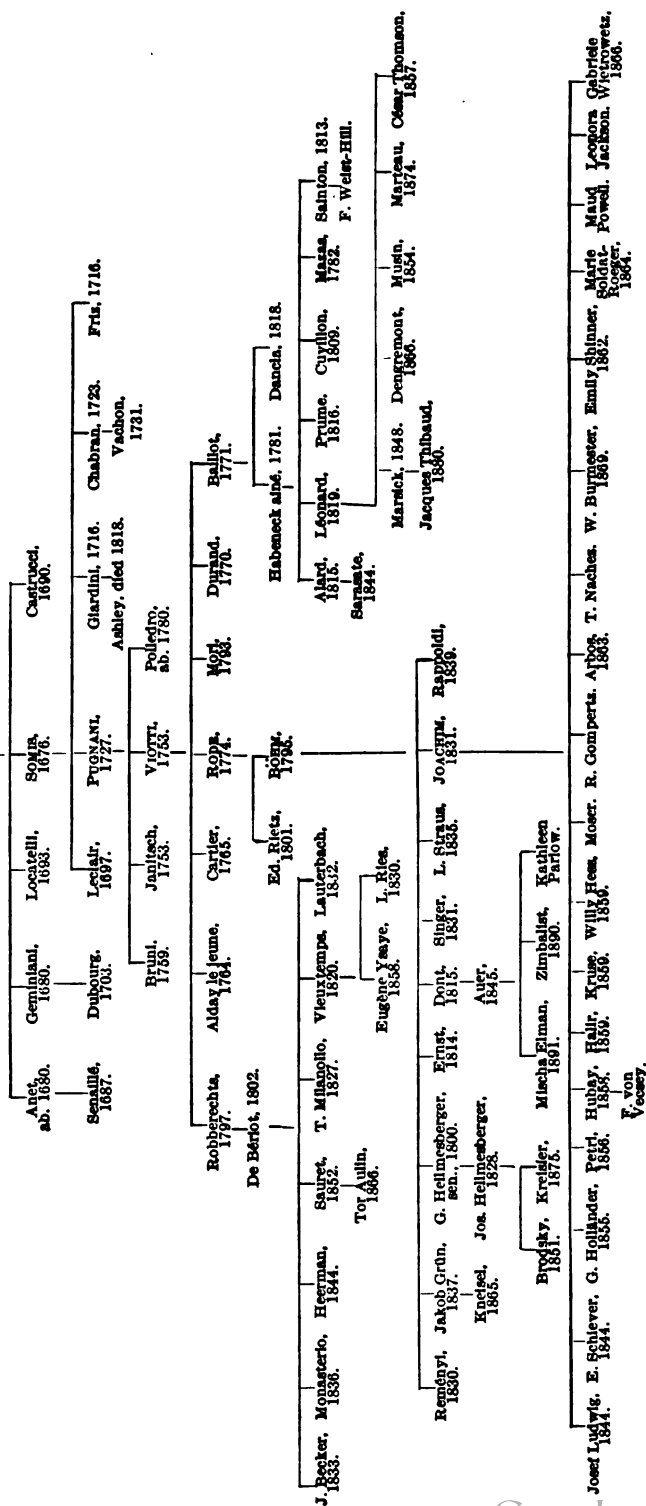 Anet,
ab. 1680.
Geminiani,
1680.
Locatelli,
1693.
SOMIS,
1676.
Castrucci,
1690.
Senaillé,
1687.
Dubourg,
1703.
Leclair,
1697.
PUGNANI,
1727.
Giardini, 1716.
Ashley, died 1818.
Chabran, 1723.
Vachon,
1731.
Fris, 1716.
Bruni,
1759.
Janitsch,
1753.
VIOTTI,
1753.
Polledro,
ab. 1780.
Robberechts,
1797.
De Bériot, 1802.
Alday le jeune,
1764.
Cartier,
1765.
RODE,
1774.
Mori,
1793.
Durand,
1770.
Baillot,
1771.
Ed. Rietz,
1801.
BÖHM,
1795.
Habeneck ainé, 1781.
Dancla, 1818.
J. Becker,
1833.
Monasterio,
1836.
Heerman,
1844.
Sauret,
1852.
Tor Aulin,
1866.
T. Milanollo,
1827.
Vieuxtemps,
1820.
Lauterbach,
1832.
Eugène Ysaye,
1858.
L. Ries,
1830.
Alard,
1815.
Sarasate,
1844.
Léonard,
1819.
Prume,
1816.
Cuvillon,
1809.
Mazas,
1782.
Sainton, 1813.
F. Weist-Hill.
Marsick, 1848.
Jacques Thibaud,
1880.
Dengremont,
1866.
Musin,
1854.
Marteau,
1874.
César Thomson,
1857.
Reményi,
1830.
Jakob Grün,
1837.
Kneisel,
1865.
G. Hellmesberger,
sen., 1800.
Jos. Hellmesberger,
1828.
Ernst,
1814.
Dont,
1815.
Auer,
1845.
Singer,
1831.
L. Straus,
1835.
JOACHIM,
1831.
Rappoldi,
1839.
Brodsky,
1851.
Kreisler,
1875.
Mischa Elman,
1891.
Zimbalist,
1890.
Kathleen
Parlow.
Josef Ludwig,
1844.
E. Schiever,
1844.
G. Holländer,
1855.
Petri,
1856.
Hubay,
1858.
F. von
Vecsey.
Halir,
1859.
Kruse,
1859.
Willy Hess,
1859.
Moser.
R. Gompertz.
Arbos,
1863.
T. Naches.
W. Burmester,
1869.
Emily Shinner,
1862.
Marie
Soldat-
Roeger,
1864.
Maud
Powell.
Leonora
Jackson.
Gabriele
Wietrowetz,
1866.